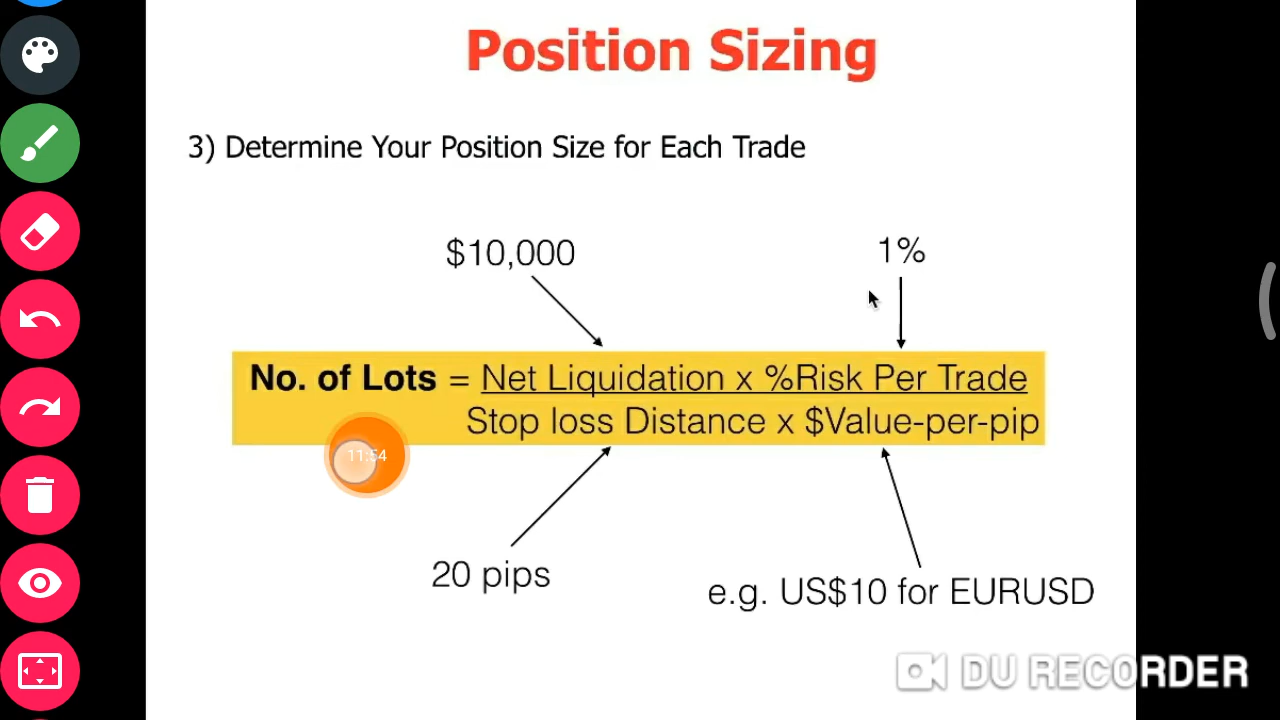 Position Sizing
3) Determine Your Position Size for Each Trade
$10,000
1%
No. of Lots = Net Liquidation x %Risk Per Trade
Stop loss Distance x $Value-per-pip
11:54
20 pips
e.g. US$10 for EURUSD
DU RECORDER